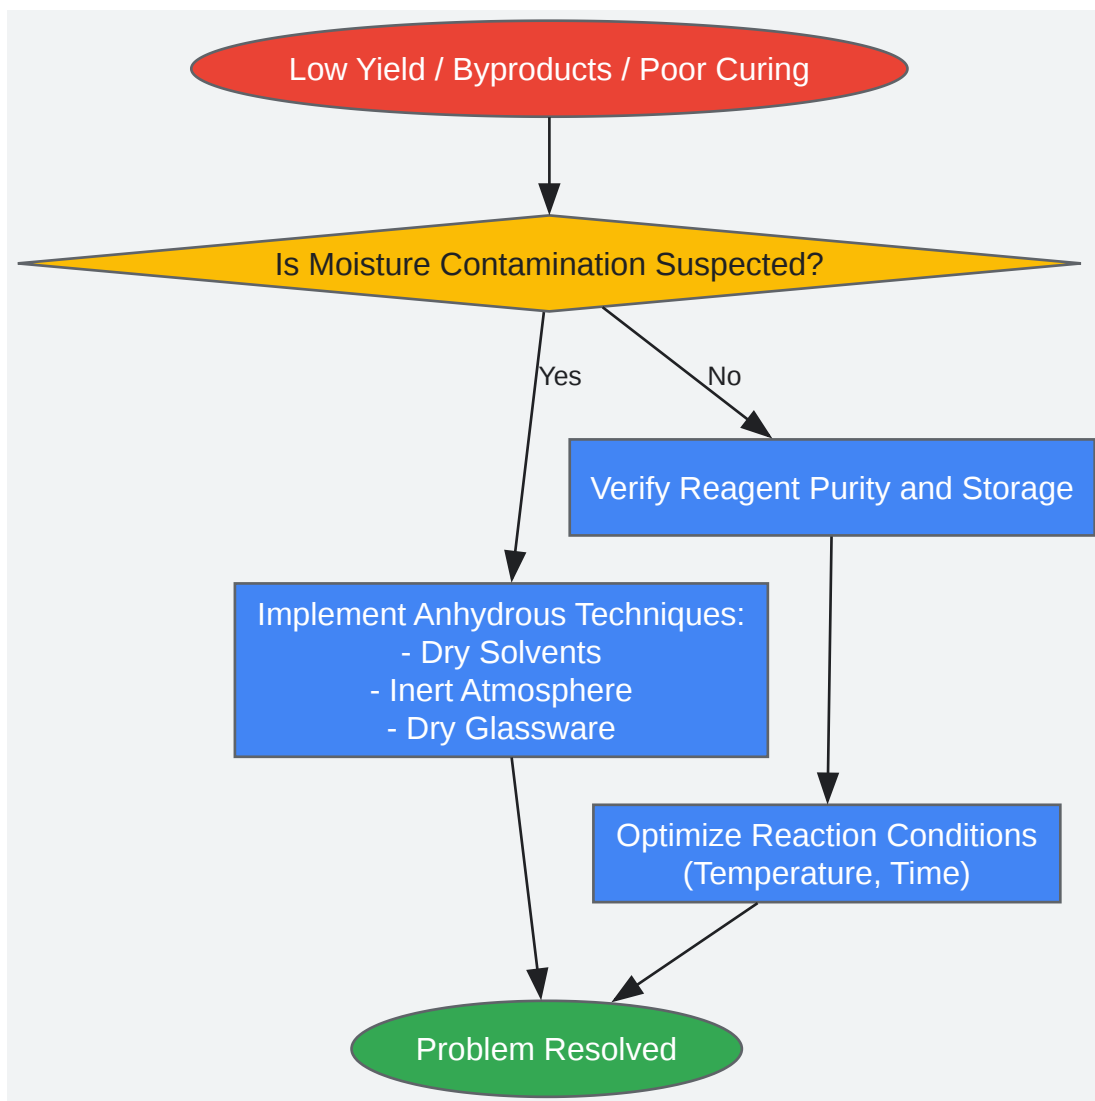 Low Yield / Byproducts / Poor Curing
Is Moisture Contamination Suspected?
Yes
No
Verify Reagent Purity and Storage
Implement Anhydrous Techniques:
- Dry Solvents
- Inert Atmosphere
- Dry Glassware
Optimize Reaction Conditions
(Temperature, Time)
Problem Resolved